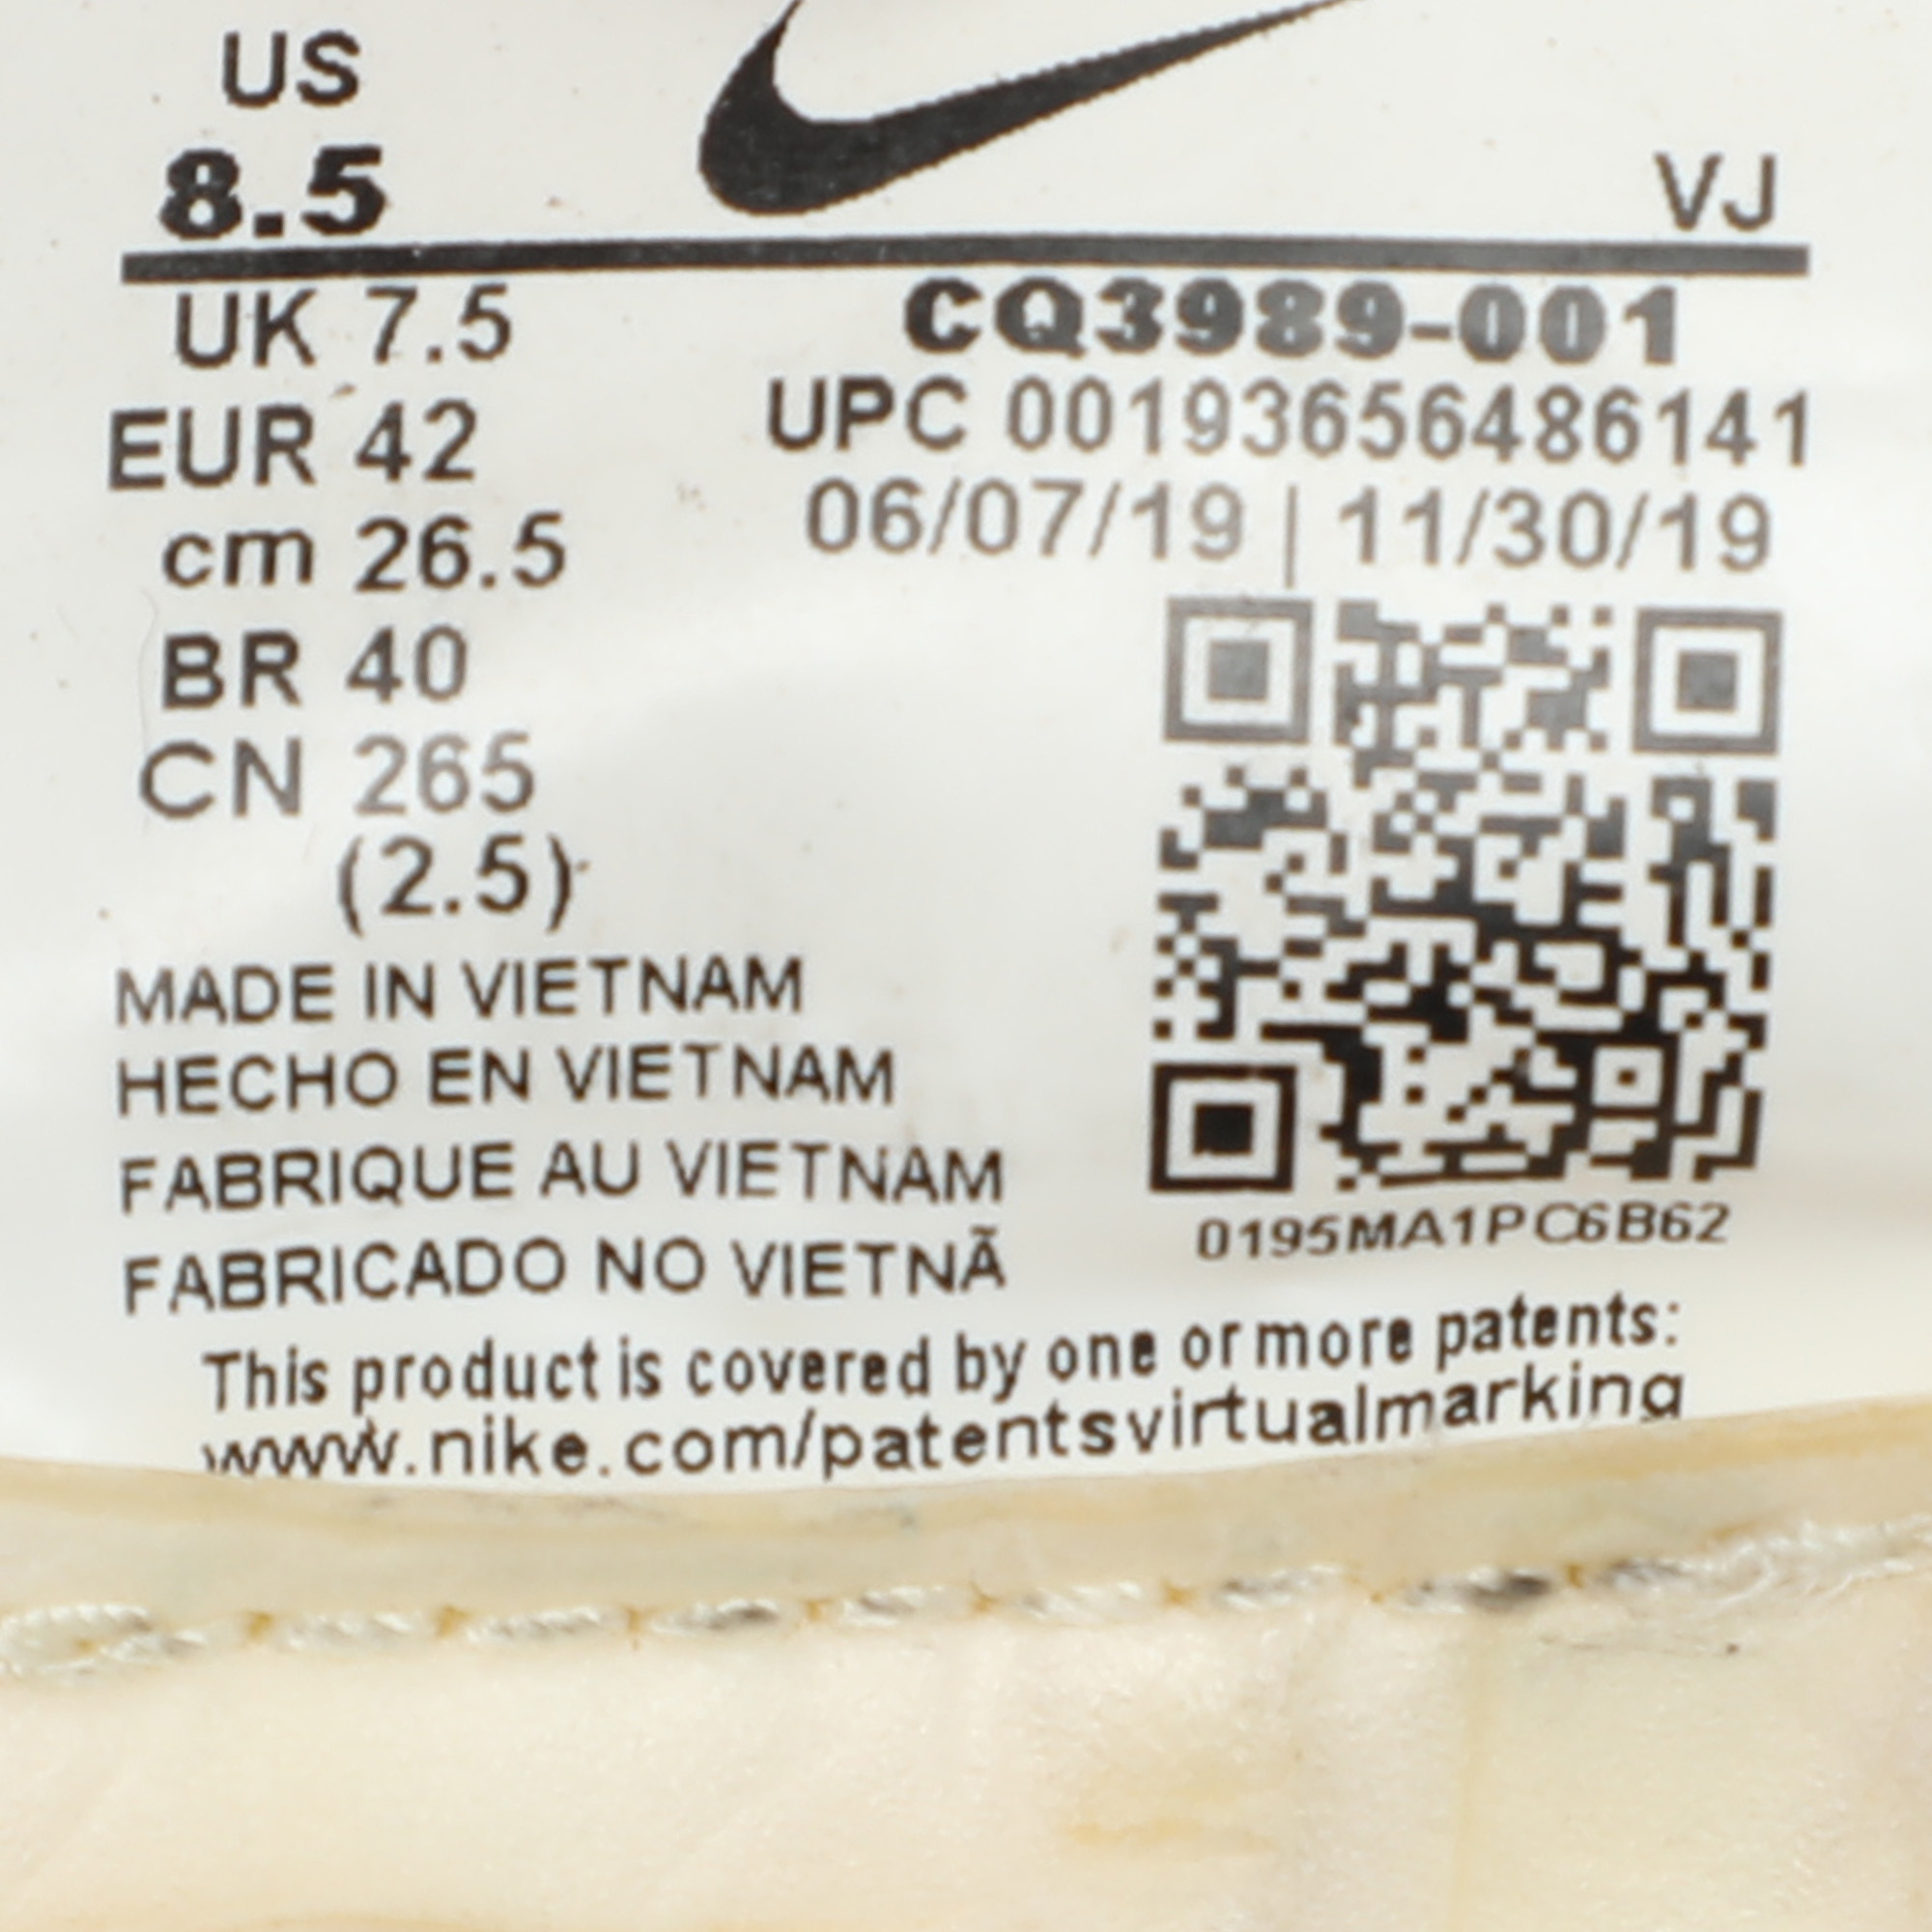 US
8.5
VJ
UK 7.5
EUR 42
cm 26.5
BR 40
CN 265
(2.5)
CQ3989-001
UPC 00193656486141
06/07/19 | 11/30/19
0195MA1PC6B62
MADE IN VIETNAM
HECHO EN VIETNAM
FABRIQUE AU VIETNAM
FABRICADO NO VIETNÃ
This product is covered by one or more patents:
www.nike.com/patentsvirtualmarking